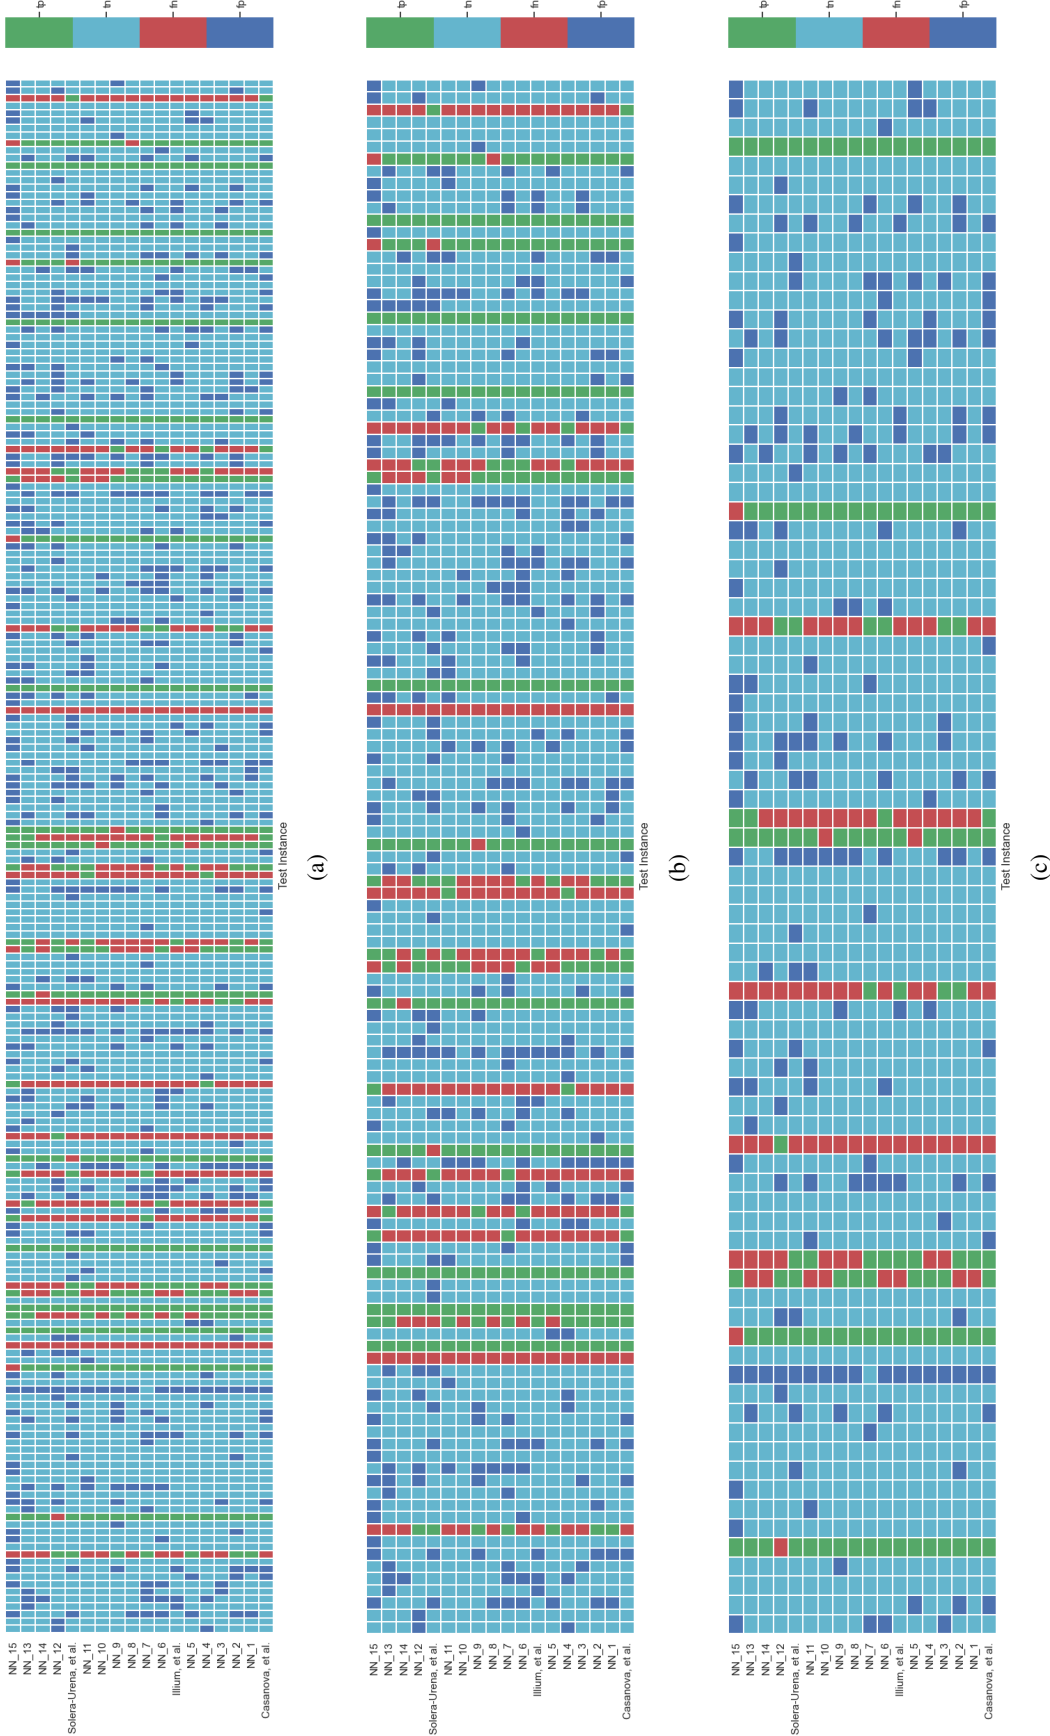 tp
tn
fn
fp
NN_15
NN_13
NN_14
NN_12
Solera-Urena, et al.
NN_11
NN_10
NN_9
NN_8
NN_7
NN_6
Illium, et al.
NN_5
NN_4
NN_3
NN_2
NN_1
Casanova, et al.
Test Instance
(a)
tp
tn
fn
fp
NN_15
NN_13
NN_14
NN_12
Solera-Urena, et al.
NN_11
NN_10
NN_9
NN_8
NN_7
NN_6
Illium, et al.
NN_5
NN_4
NN_3
NN_2
NN_1
Casanova, et al.
Test Instance
(b)
tp
tn
fn
fp
NN_15
NN_13
NN_14
NN_12
Solera-Urena, et al.
NN_11
NN_10
NN_9
NN_8
NN_7
NN_6
Illium, et al.
NN_5
NN_4
NN_3
NN_2
NN_1
Casanova, et al.
Test Instance
(c)